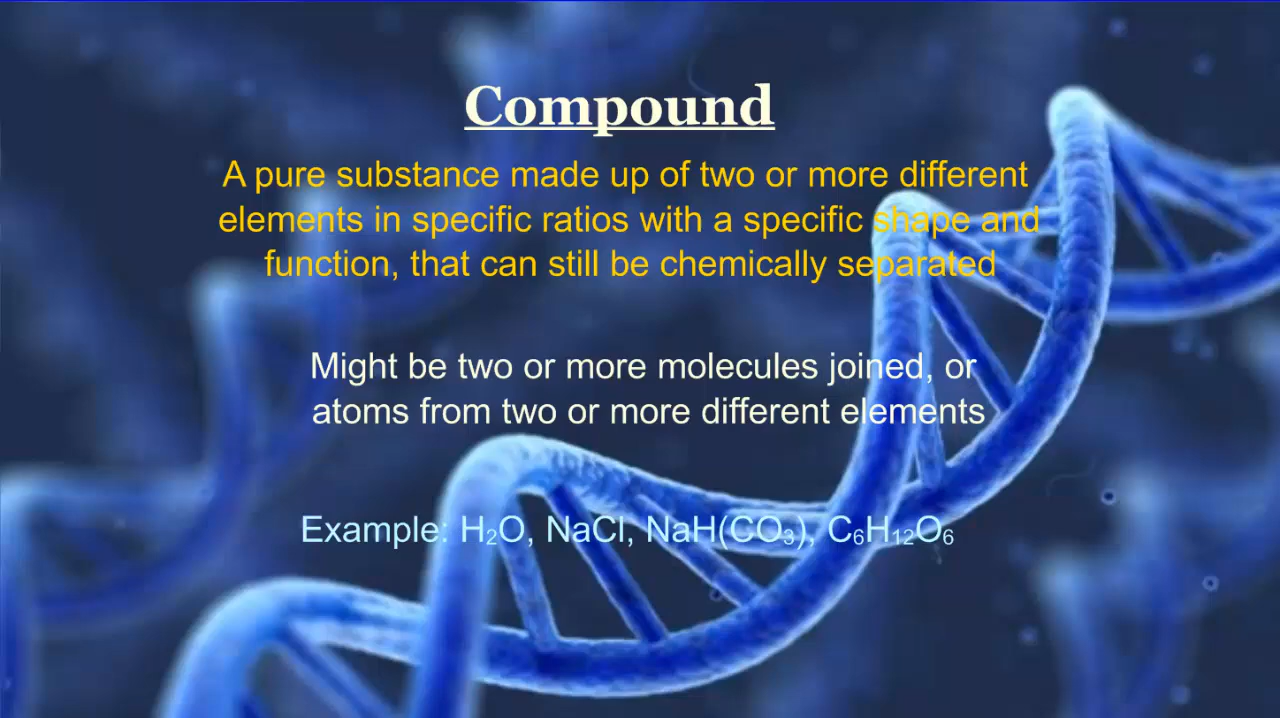 Compound
A pure substance made up of two or more different
elements in specific ratios with a specific shape and
function, that can still be chemically separated
Might be two or more molecules joined, or
atoms from two or more different elements
Example: H₂O, NaCl, NaH(CO₃), C₆H₁₂O₆